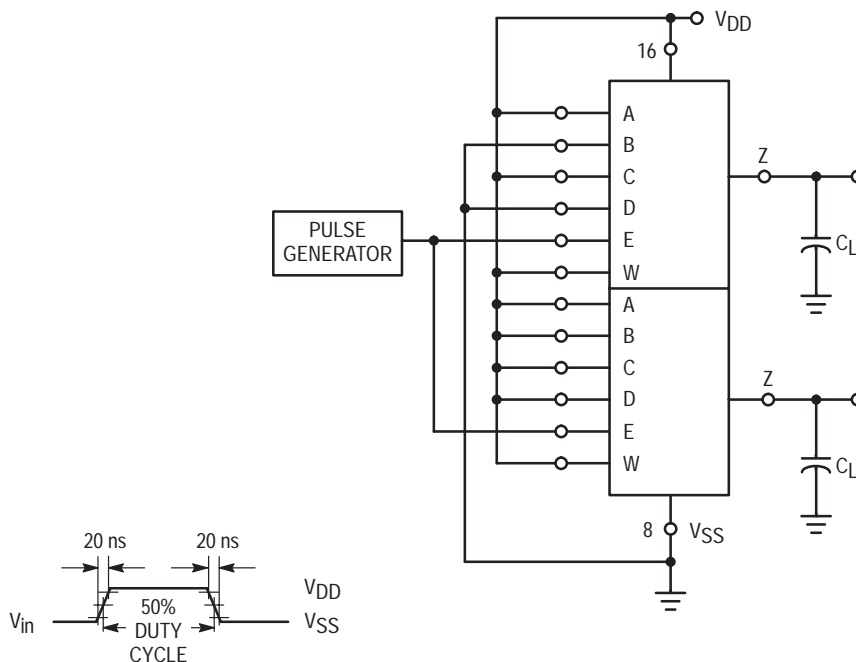 V_DD
16
A
B
C
D
E
W
Z
C_L
PULSE
GENERATOR
A
B
C
D
E
W
Z
C_L
8
V_SS
20 ns
20 ns
V_DD
V_in
50%
DUTY
CYCLE
V_SS